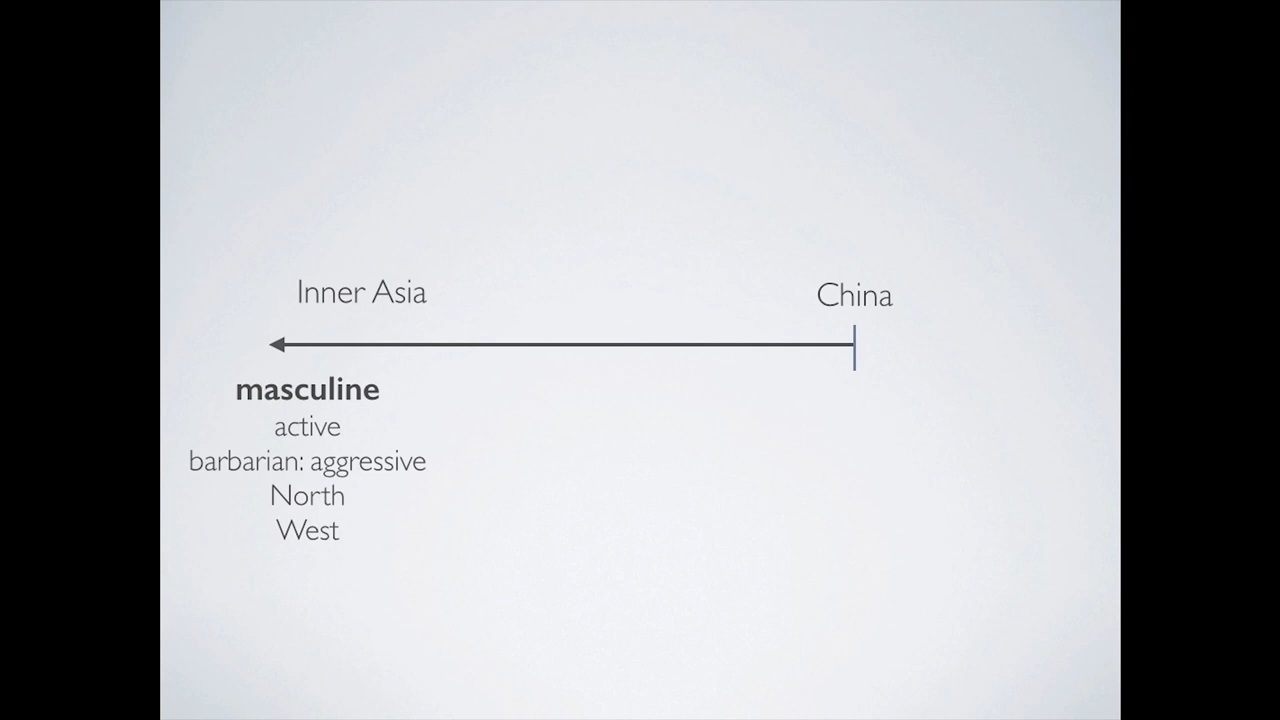 Inner Asia
China
masculine
active
barbarian: aggressive
North
West